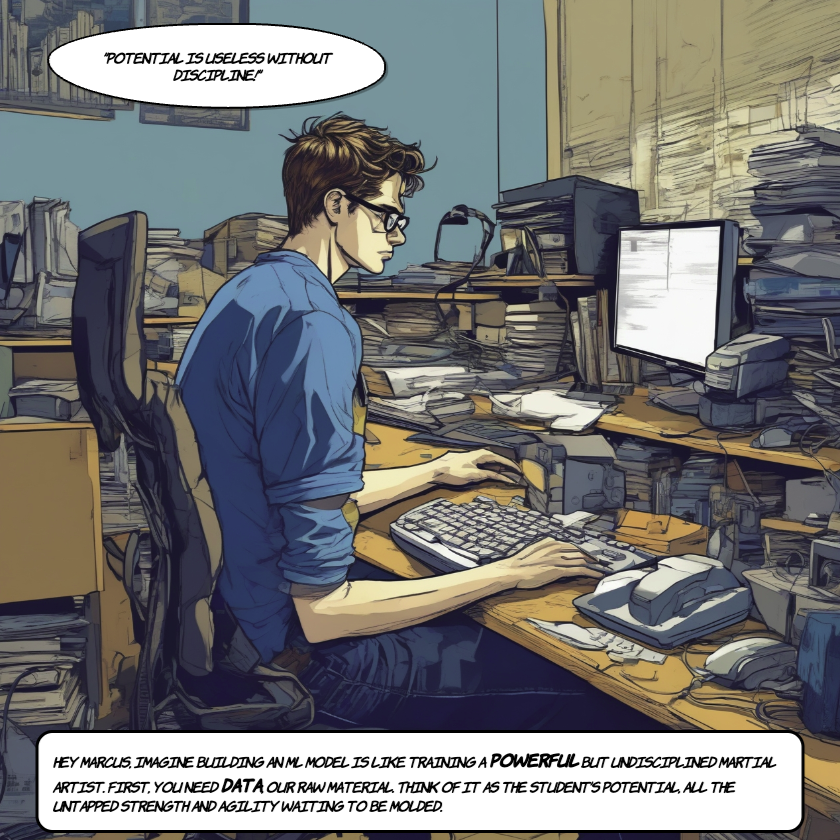 "POTENTIAL IS USELESS WITHOUT
DISCIPLINE!"
HEY MARCUS, IMAGINE BUILDING AN ML MODEL IS LIKE TRAINING A POWERFUL BUT UNDISCIPLINED MARTIAL
ARTIST. FIRST, YOU NEED DATA OUR RAW MATERIAL. THINK OF IT AS THE STUDENT'S POTENTIAL, ALL THE
UNTAPPED STRENGTH AND AGILITY WAITING TO BE MOLDED.